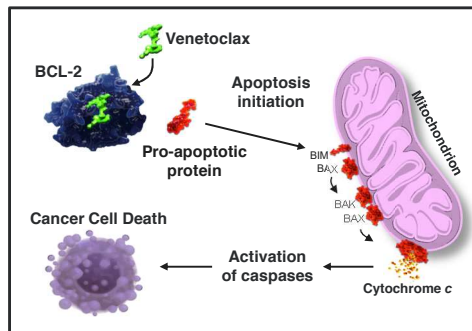 Venetoclax
BCL-2
Apoptosis
initiation
Mitochondrion
Pro-apoptotic
protein
BIM
BAX
BAK
BAX
Cancer Cell Death
Activation
of caspases
Cytochrome c